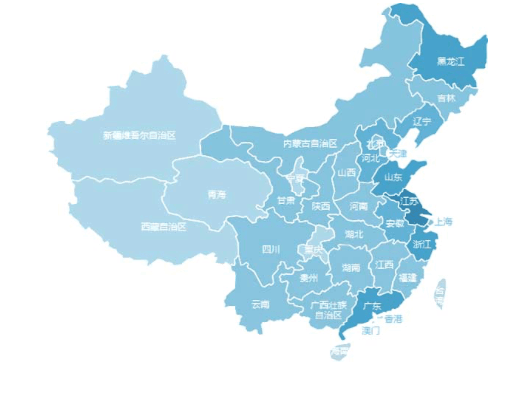 黑龙江
吉林
辽宁
新疆维吾尔自治区
内蒙古自治区
北京
天津
河北
宁夏
山西
山东
青海
甘肃
陕西
河南
江苏
西藏自治区
安徽
上海
湖北
四川
重庆
浙江
湖南
江西
贵州
福建
云南
广西壮族
自治区
广东
香港
澳门